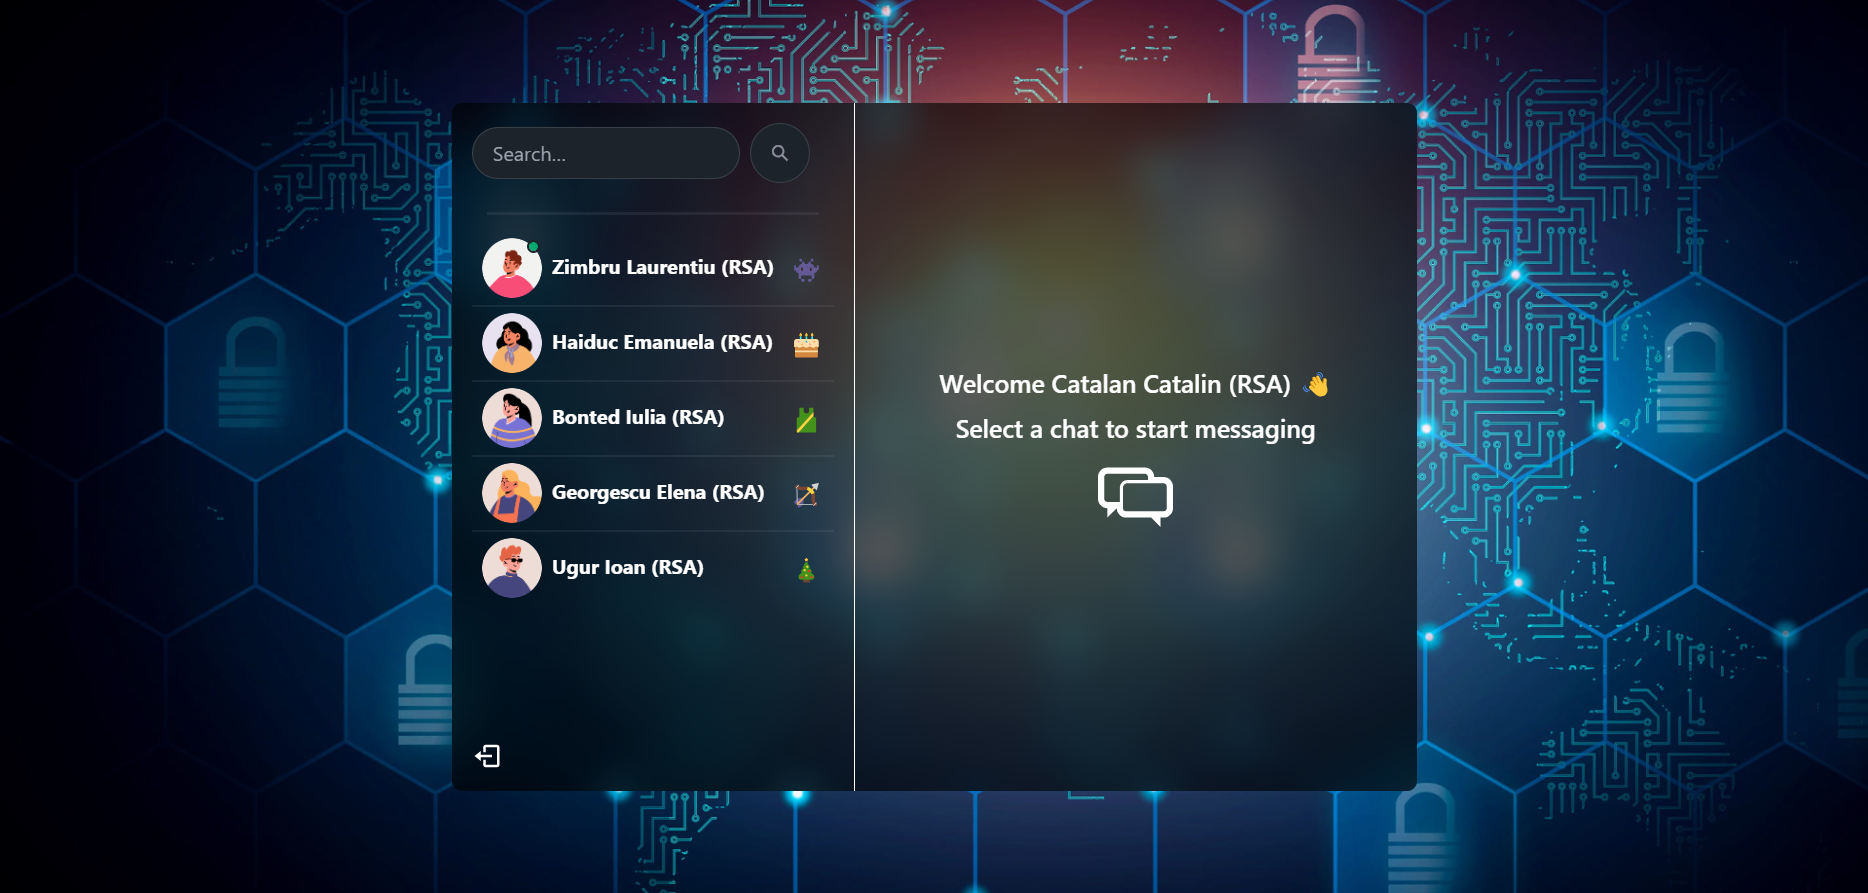 Search...
Zimbru Laurentiu (RSA)
Haiduc Emanuela (RSA)
Bonted Iulia (RSA)
Georgescu Elena (RSA)
Ugur Ioan (RSA)
Welcome Catalan Catalin (RSA) 👋
Select a chat to start messaging